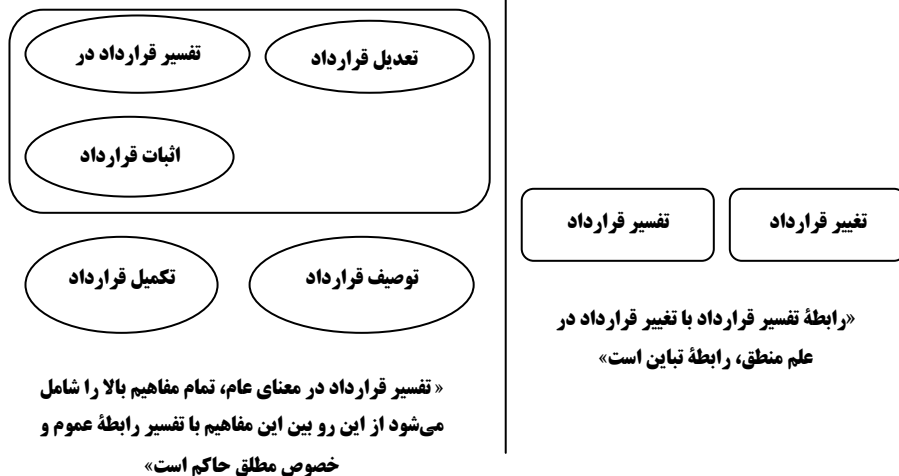 تغییر قرارداد
تفسیر قرارداد
«رابطهٔ تفسیر قرارداد با تغییر قرارداد در
علم منطق، رابطهٔ تباین است»
تعدیل قرارداد
تفسیر قرارداد در
اثبات قرارداد
توصیف قرارداد
تکمیل قرارداد
« تفسیر قرارداد در معنای عام، تمام مفاهیم بالا را شامل
می‌شود از این رو بین این مفاهیم با تفسیر رابطهٔ عموم و
خصوص مطلق حاکم است»